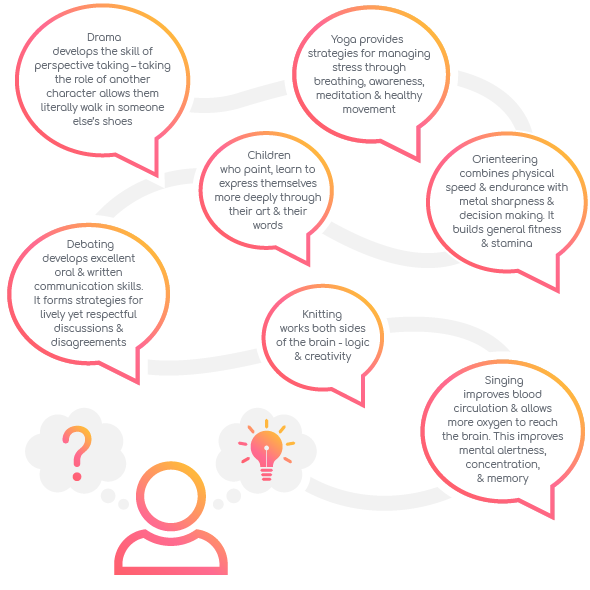 Drama
develops the skill of
perspective taking – taking
the role of another
character allows them
literally walk in someone
else's shoes
Yoga provides
strategies for managing
stress through
breathing, awareness,
meditation & healthy
movement
Children
who paint, learn to
express themselves
more deeply through
their art & their
words
Orienteering
combines physical
speed & endurance with
metal sharpness &
decision making. It
builds general fitness
& stamina
Debating
develops excellent
oral & written
communication skills.
It forms strategies for
lively yet respectful
discussions &
disagreements
Knitting
works both sides
of the brain - logic
& creativity
Singing
improves blood
circulation & allows
more oxygen to reach
the brain. This improves
mental alertness,
concentration,
& memory
?